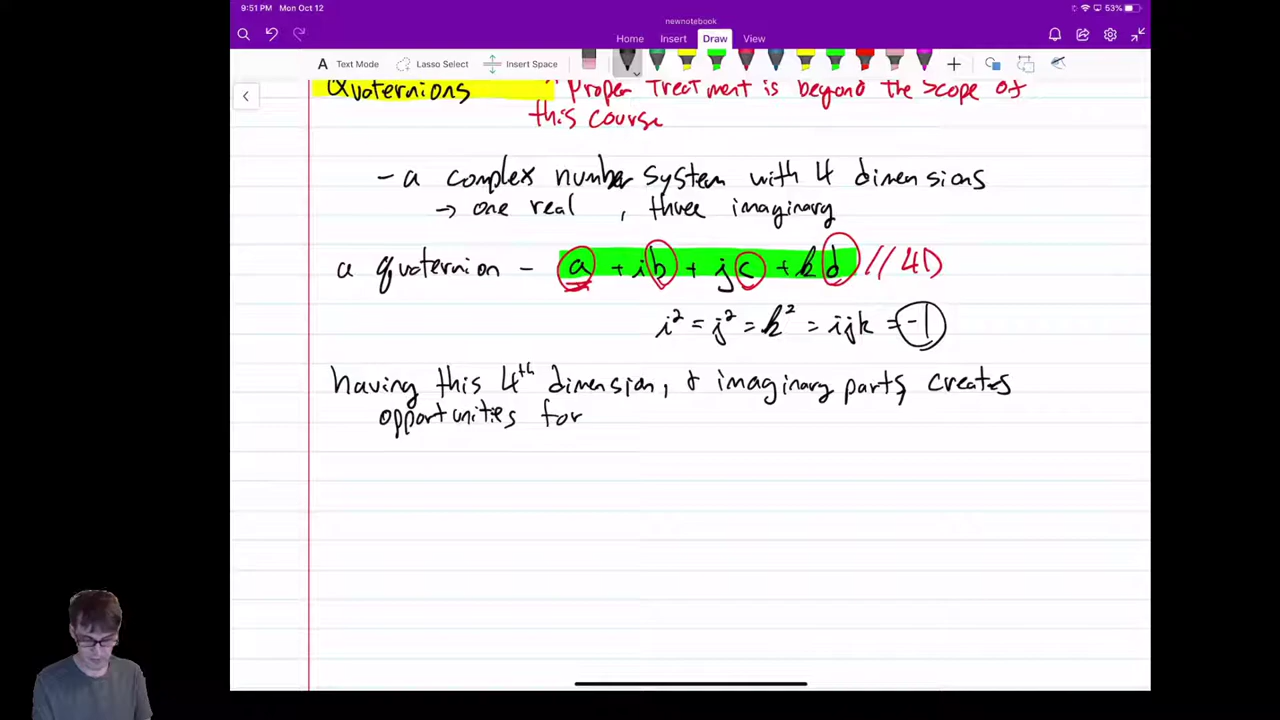 9:51 PM Mon Oct 12
53%
newnotebook
Home Insert Draw View
Text Mode Lasso Select Insert Space
Quaternions
Proper Treatment is beyond the scope of
this course
- a complex number system with 4 dimensions
→ one real , three imaginary
a quaternion - a + ib + jc + kd // 4D
i² = j² = k² = ijk = -1
having this 4th dimension, & imaginary parts, creates
opportunities for